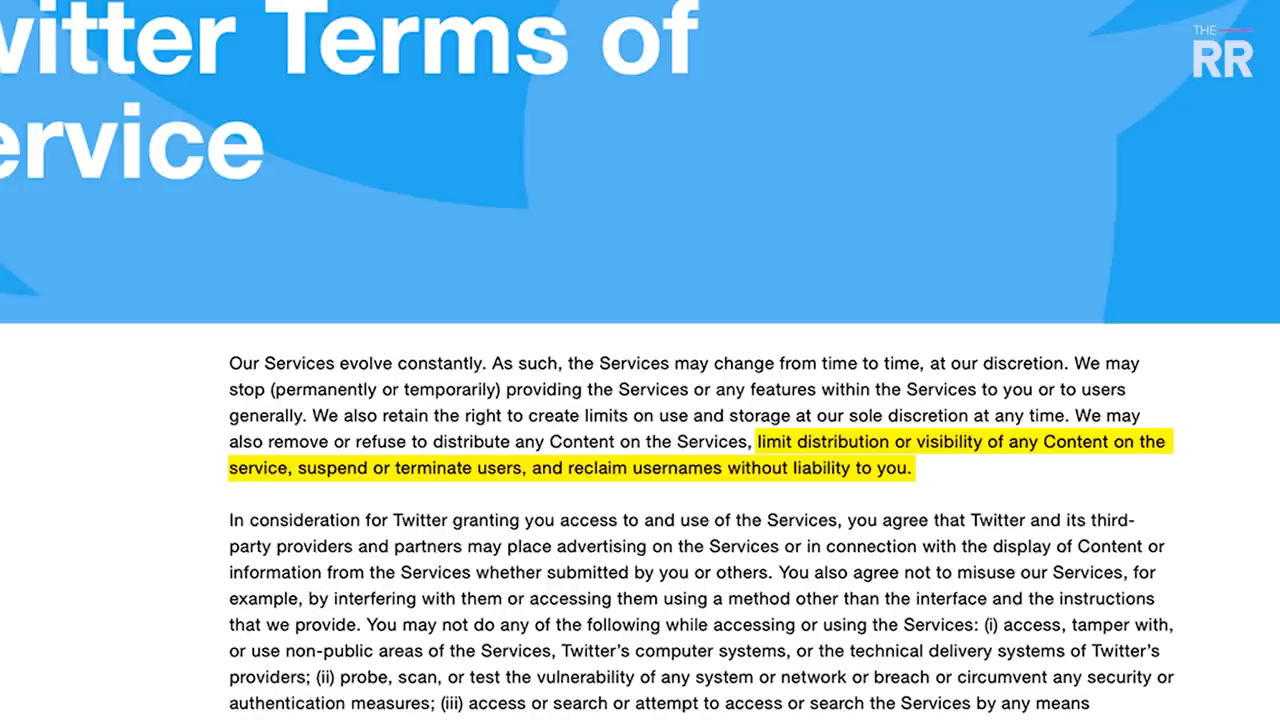 witter Terms of
ervice
THE
RR
Our Services evolve constantly. As such, the Services may change from time to time, at our discretion. We may
stop (permanently or temporarily) providing the Services or any features within the Services to you or to users
generally. We also retain the right to create limits on use and storage at our sole discretion at any time. We may
also remove or refuse to distribute any Content on the Services, limit distribution or visibility of any Content on the
service, suspend or terminate users, and reclaim usernames without liability to you.
In consideration for Twitter granting you access to and use of the Services, you agree that Twitter and its third-
party providers and partners may place advertising on the Services or in connection with the display of Content or
information from the Services whether submitted by you or others. You also agree not to misuse our Services, for
example, by interfering with them or accessing them using a method other than the interface and the instructions
that we provide. You may not do any of the following while accessing or using the Services: (i) access, tamper with,
or use non-public areas of the Services, Twitter’s computer systems, or the technical delivery systems of Twitter’s
providers; (ii) probe, scan, or test the vulnerability of any system or network or breach or circumvent any security or
authentication measures; (iii) access or search or attempt to access or search the Services by any means